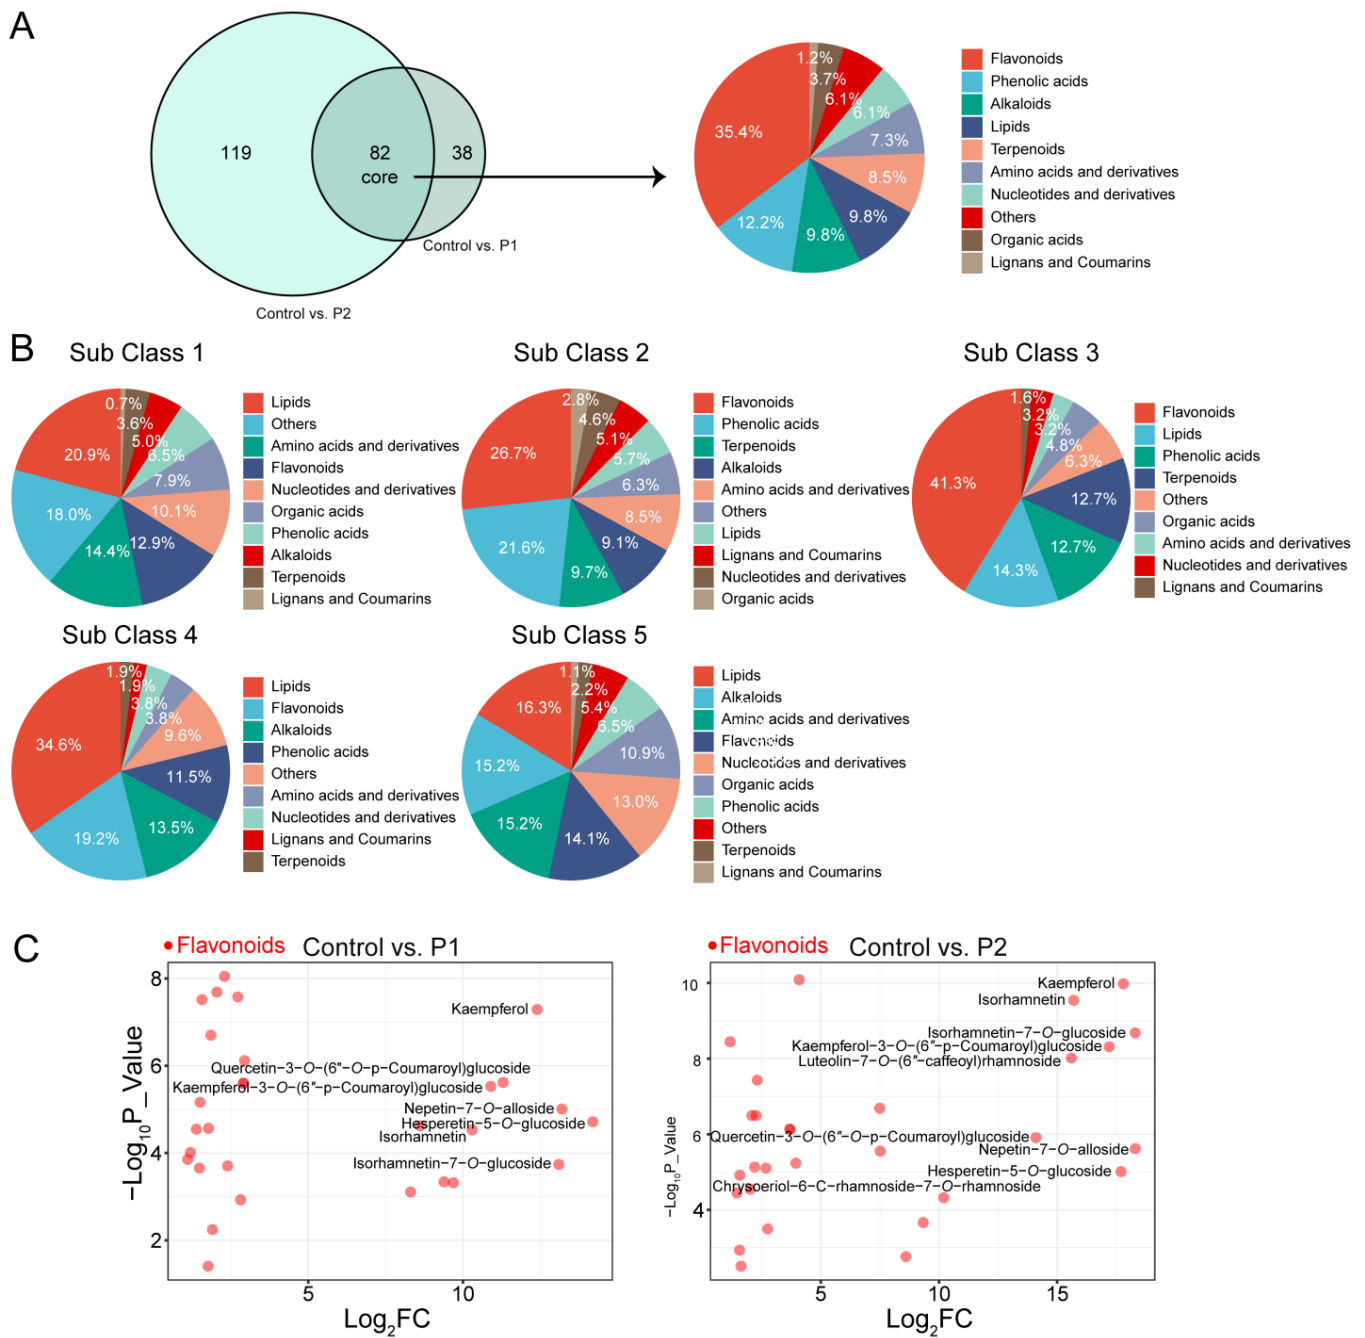 A
119
82
core
38
Control vs. P1
Control vs. P2
1.2%
3.7%
6.1%
6.1%
7.3%
8.5%
9.8%
9.8%
12.2%
35.4%
Flavonoids
Phenolic acids
Alkaloids
Lipids
Terpenoids
Amino acids and derivatives
Nucleotides and derivatives
Others
Organic acids
Lignans and Coumarins
B
Sub Class 1
0.7%
3.6%
5.0%
6.5%
7.9%
10.1%
12.9%
14.4%
18.0%
20.9%
Lipids
Others
Amino acids and derivatives
Flavonoids
Nucleotides and derivatives
Organic acids
Phenolic acids
Alkaloids
Terpenoids
Lignans and Coumarins
Sub Class 2
2.8%
4.6%
5.1%
5.7%
6.3%
8.5%
9.1%
9.7%
21.6%
26.7%
Flavonoids
Phenolic acids
Terpenoids
Alkaloids
Amino acids and derivatives
Others
Lipids
Lignans and Coumarins
Nucleotides and derivatives
Organic acids
Sub Class 3
1.6%
3.2%
3.2%
4.8%
6.3%
12.7%
12.7%
14.3%
41.3%
Flavonoids
Lipids
Phenolic acids
Terpenoids
Others
Organic acids
Amino acids and derivatives
Nucleotides and derivatives
Lignans and Coumarins
Sub Class 4
1.9%
1.9%
3.8%
3.8%
9.6%
11.5%
13.5%
19.2%
34.6%
Lipids
Flavonoids
Alkaloids
Phenolic acids
Others
Amino acids and derivatives
Nucleotides and derivatives
Lignans and Coumarins
Terpenoids
Sub Class 5
1.1%
2.2%
5.4%
6.5%
10.9%
13.0%
14.1%
15.2%
15.2%
16.3%
Lipids
Alkaloids
Amino acids and derivatives
Flavonoids
Nucleotides and derivatives
Organic acids
Phenolic acids
Others
Terpenoids
Lignans and Coumarins
C
Flavonoids Control vs. P1
−Log₁₀P_Value
8
6
4
2
Kaempferol
Quercetin−3−O−(6″−O−p−Coumaroyl)glucoside
Kaempferol−3−O−(6″−p−Coumaroyl)glucoside
Nepetin−7−O−alloside
Hesperetin−5−O−glucoside
Isorhamnetin
Isorhamnetin−7−O−glucoside
5
10
Log₂FC
Flavonoids Control vs. P2
−Log₁₀P_Value
10
8
6
4
Kaempferol
Isorhamnetin
Isorhamnetin−7−O−glucoside
Kaempferol−3−O−(6″−p−Coumaroyl)glucoside
Luteolin−7−O−(6″−caffeoyl)rhamnoside
Quercetin−3−O−(6″−O−p−Coumaroyl)glucoside
Nepetin−7−O−alloside
Hesperetin−5−O−glucoside
Chrysoeriol−6−C−rhamnoside−7−O−rhamnoside
5
10
15
Log₂FC